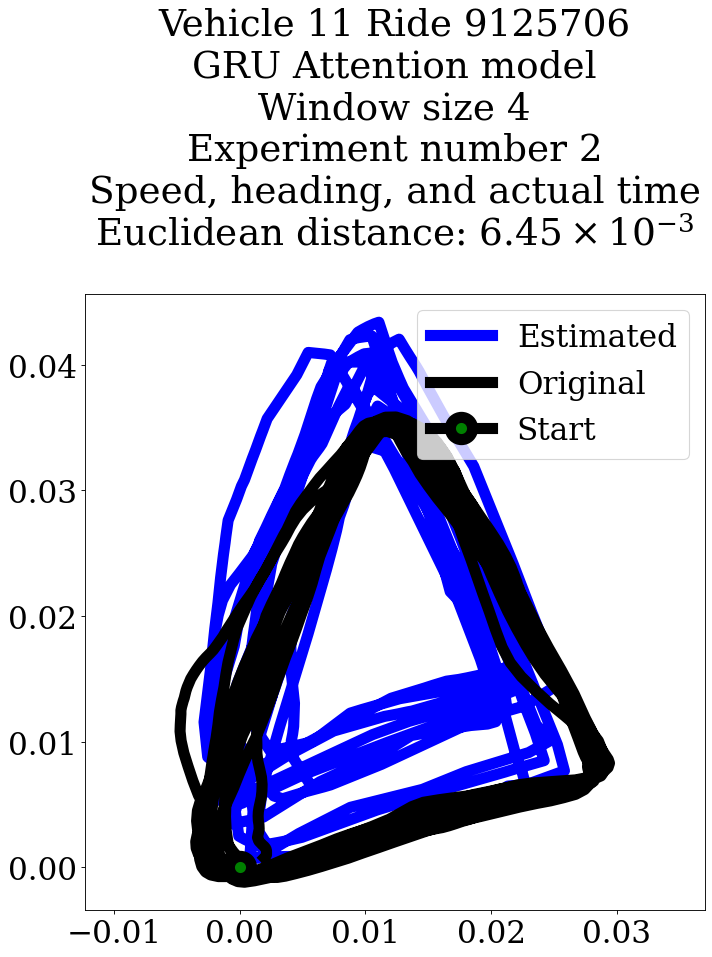 Vehicle 11 Ride 9125706
GRU Attention model
Window size 4
Experiment number 2
Speed, heading, and actual time
Euclidean distance: 6.45 × 10⁻³
Estimated
Original
Start
0.04
0.03
0.02
0.01
0.00
−0.01 0.00 0.01 0.02 0.03